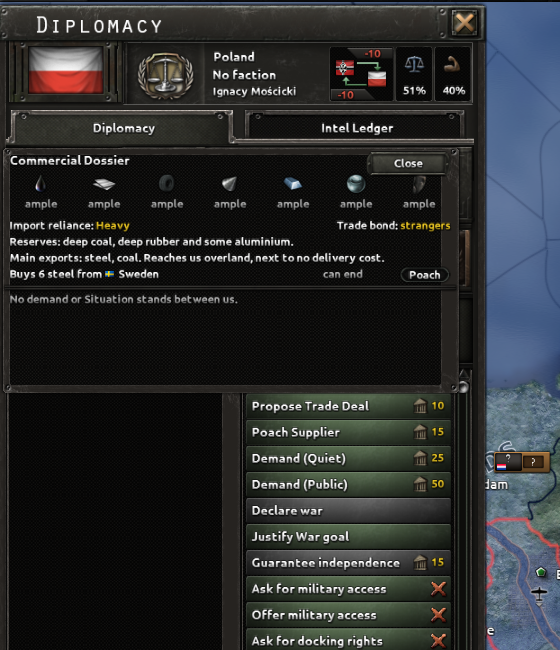 DIPLOMACY
Poland
No faction
Ignacy Mościcki
-10
-10
51%
40%
Diplomacy
Intel Ledger
Commercial Dossier
Close
ample ample ample ample ample ample ample
Import reliance: Heavy
Trade bond: strangers
Reserves: deep coal, deep rubber and some aluminium.
Main exports: steel, coal. Reaches us overland, next to no delivery cost.
Buys 6 steel from Sweden
can end
Poach
No demand or Situation stands between us.
Propose Trade Deal 10
Poach Supplier 15
Demand (Quiet) 25
Demand (Public) 50
Declare war
Justify War goal
Guarantee independence 15
Ask for military access
Offer military access
Ask for docking rights
? ?
dam